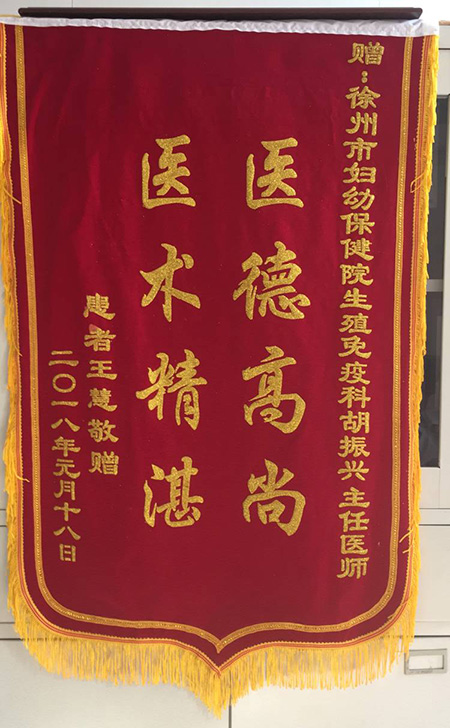 赠：徐州市妇幼保健院生殖免疫科胡振兴主任医师
医德高尚
医术精湛
患者王慧敬赠
二〇一八年元月十八日